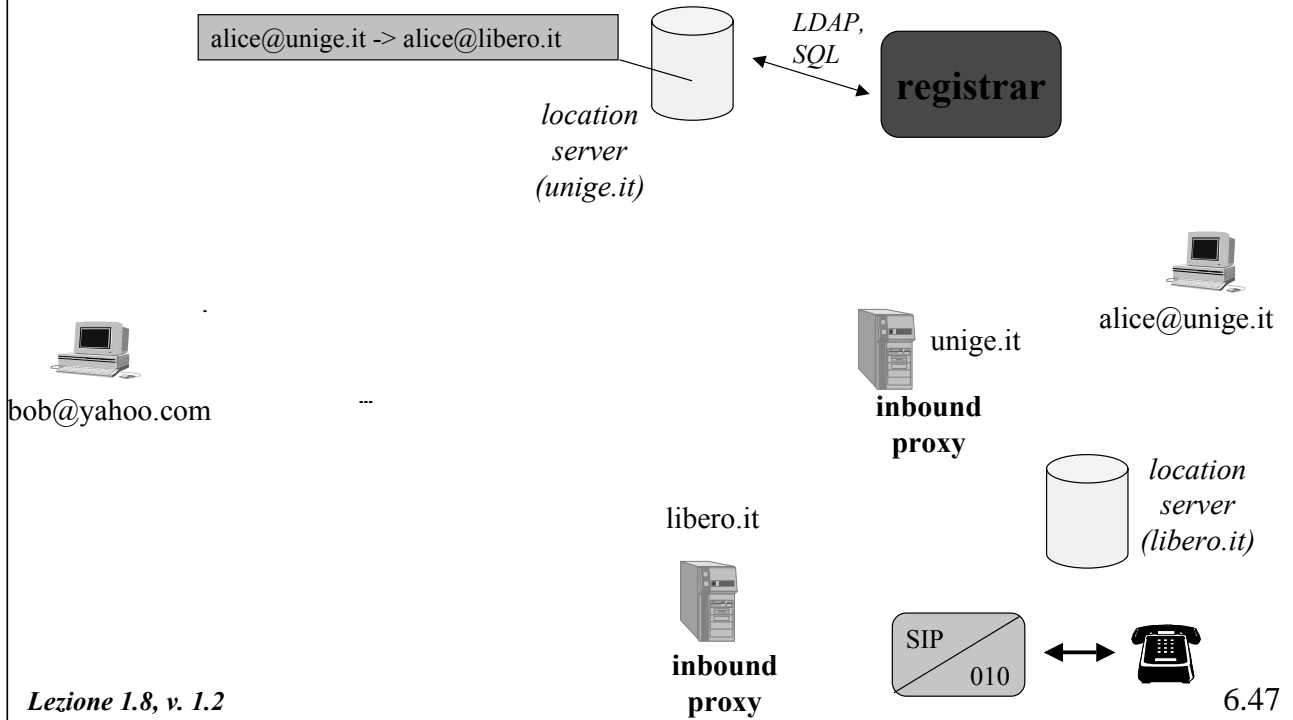 alice@unige.it -> alice@libero.it
LDAP,
SQL
registrar
location
server
(unige.it)
alice@unige.it
unige.it
bob@yahoo.com
inbound
proxy
location
server
(libero.it)
libero.it
SIP
010
inbound
proxy
Lezione 1.8, v. 1.2
6.47